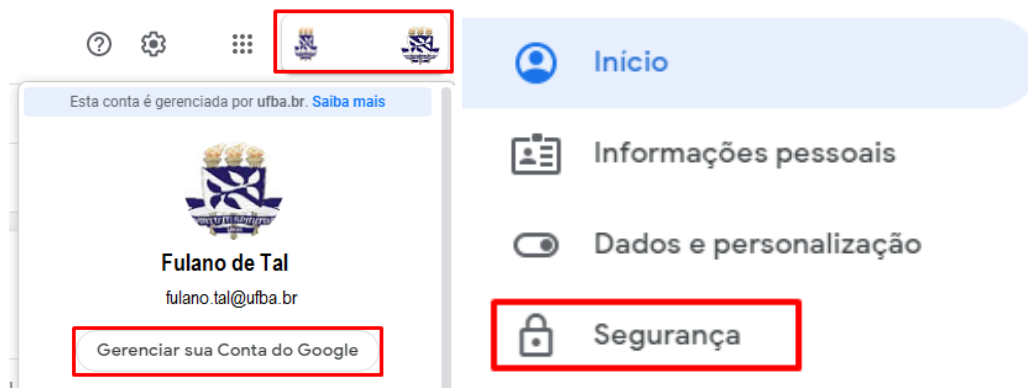 Esta conta é gerenciada por ufba.br. Saiba mais
Fulano de Tal
fulano.tal@ufba.br
Gerenciar sua Conta do Google
Início
Informações pessoais
Dados e personalização
Segurança